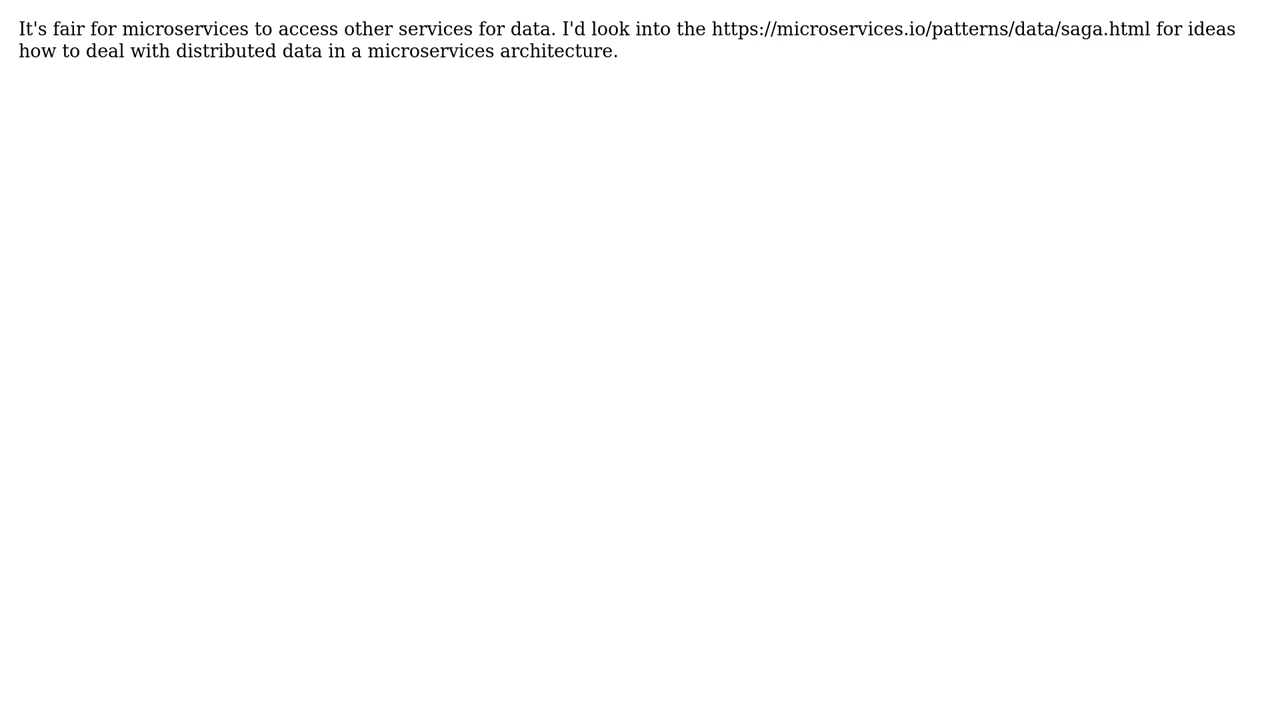 It's fair for microservices to access other services for data. I'd look into the https://microservices.io/patterns/data/saga.html for ideas
how to deal with distributed data in a microservices architecture.